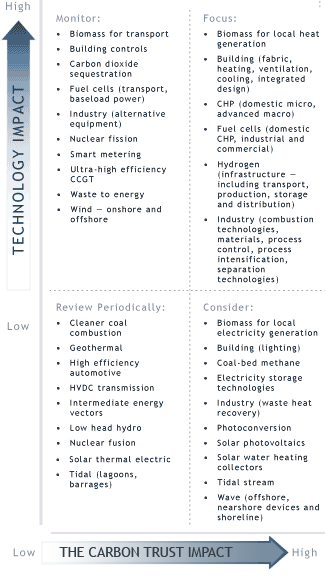 High
TECHNOLOGY IMPACT
Low
Monitor:
• Biomass for transport
• Building controls
• Carbon dioxide
sequestration
• Fuel cells (transport,
baseload power)
• Industry (alternative
equipment)
• Nuclear fission
• Smart metering
• Ultra-high efficiency
CCGT
• Waste to energy
• Wind — onshore and
offshore
Focus:
• Biomass for local heat
generation
• Building (fabric,
heating, ventilation,
cooling, integrated
design)
• CHP (domestic micro,
advanced macro)
• Fuel cells (domestic
CHP, industrial and
commercial)
• Hydrogen
(infrastructure —
including transport,
production, storage
and distribution)
• Industry (combustion
technologies,
materials, process
control, process
intensification,
separation
technologies)
Review Periodically:
• Cleaner coal
combustion
• Geothermal
• High efficiency
automotive
• HVDC transmission
• Intermediate energy
vectors
• Low head hydro
• Nuclear fusion
• Solar thermal electric
• Tidal (lagoons,
barrages)
Consider:
• Biomass for local
electricity generation
• Building (lighting)
• Coal-bed methane
• Electricity storage
technologies
• Industry (waste heat
recovery)
• Photoconversion
• Solar photovoltaics
• Solar water heating
collectors
• Tidal stream
• Wave (offshore,
nearshore devices and
shoreline)
Low
THE CARBON TRUST IMPACT
High